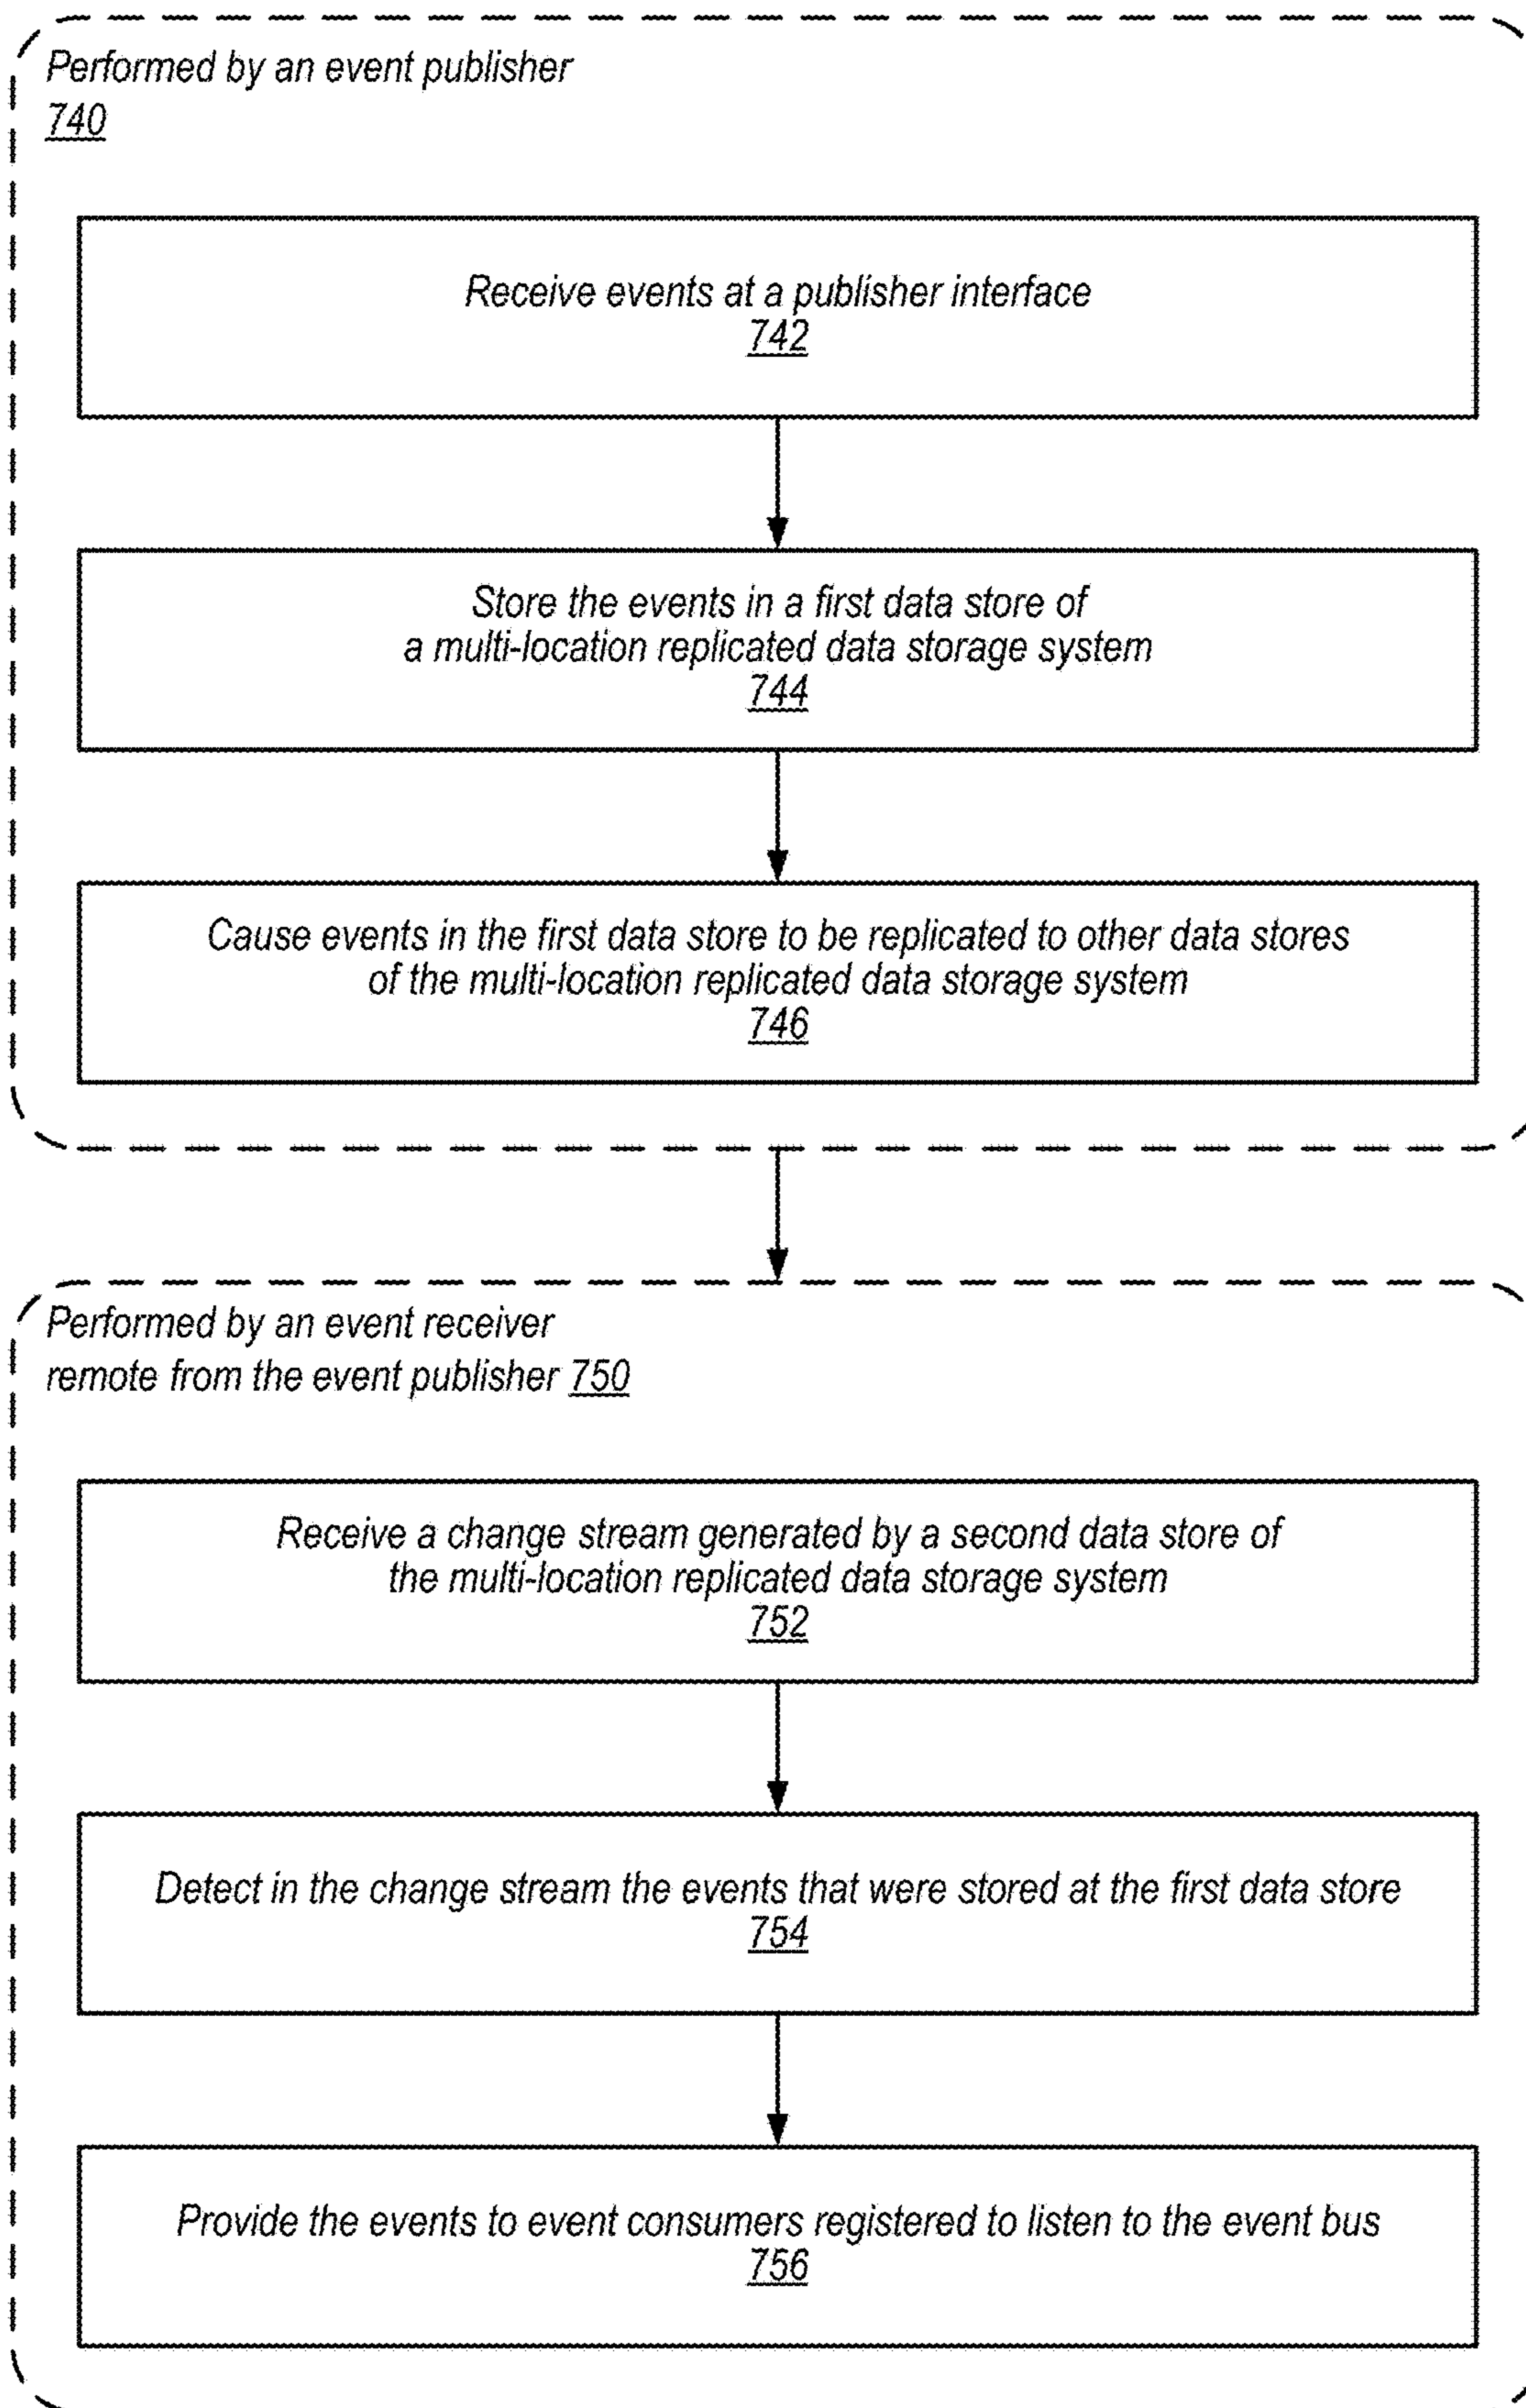 Performed by an event publisher
740
Receive events at a publisher interface
742
Store the events in a first data store of
a multi-location replicated data storage system
744
Cause events in the first data store to be replicated to other data stores
of the multi-location replicated data storage system
746
Performed by an event receiver
remote from the event publisher 750
Receive a change stream generated by a second data store of
the multi-location replicated data storage system
752
Detect in the change stream the events that were stored at the first data store
754
Provide the events to event consumers registered to listen to the event bus
756